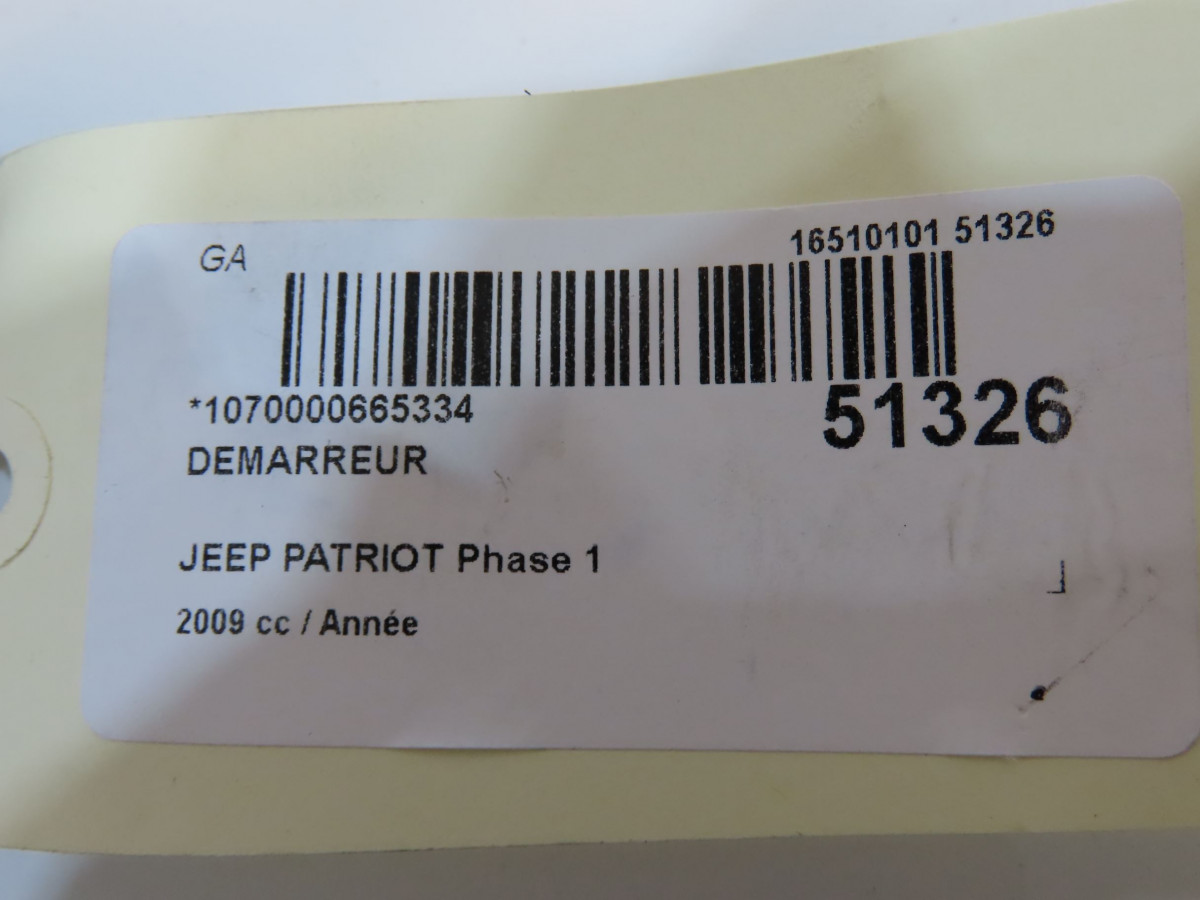 GA
16510101 51326
*1070000665334
51326
DEMARREUR
JEEP PATRIOT Phase 1
2009 cc / Année